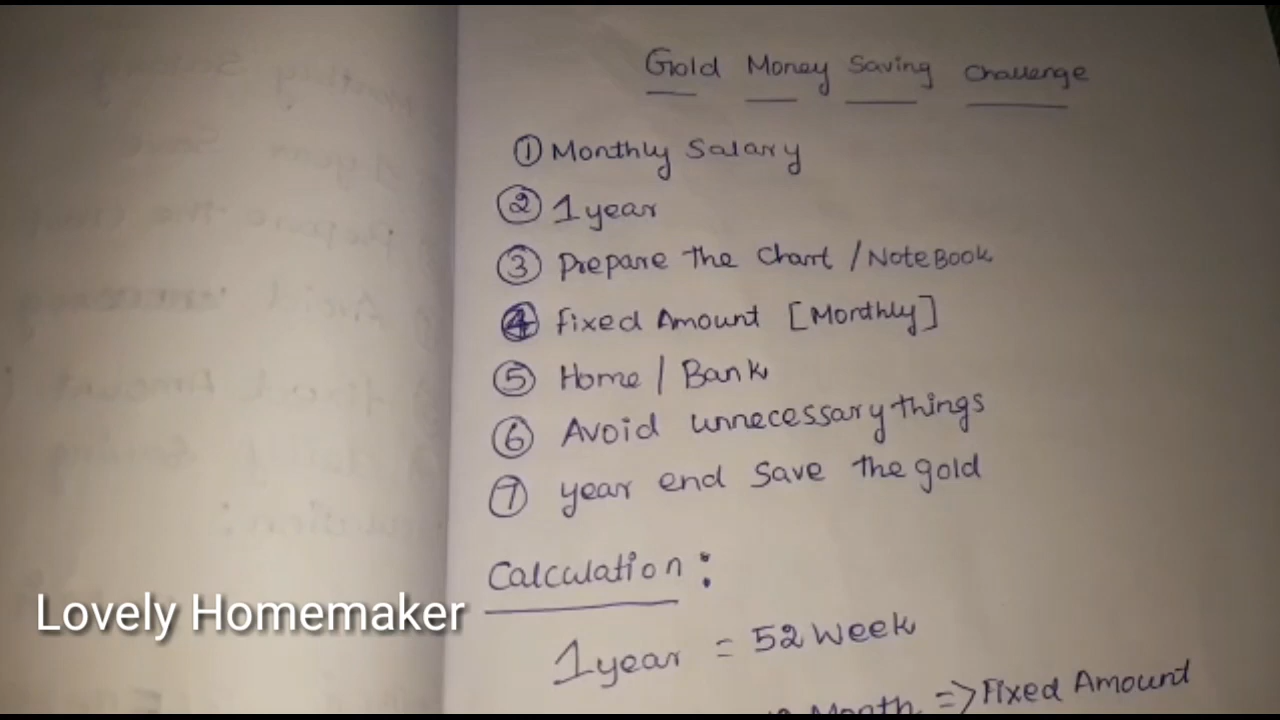 Gold Money Saving Challenge
① Monthly Salary
② 1 year
③ Prepare the chart / NoteBook
④ Fixed Amount [Monthly]
⑤ Home / Bank
⑥ Avoid unnecessary things
⑦ year end save the gold
Calculation :
Lovely Homemaker
1 year = 52 week
Month => Fixed Amount